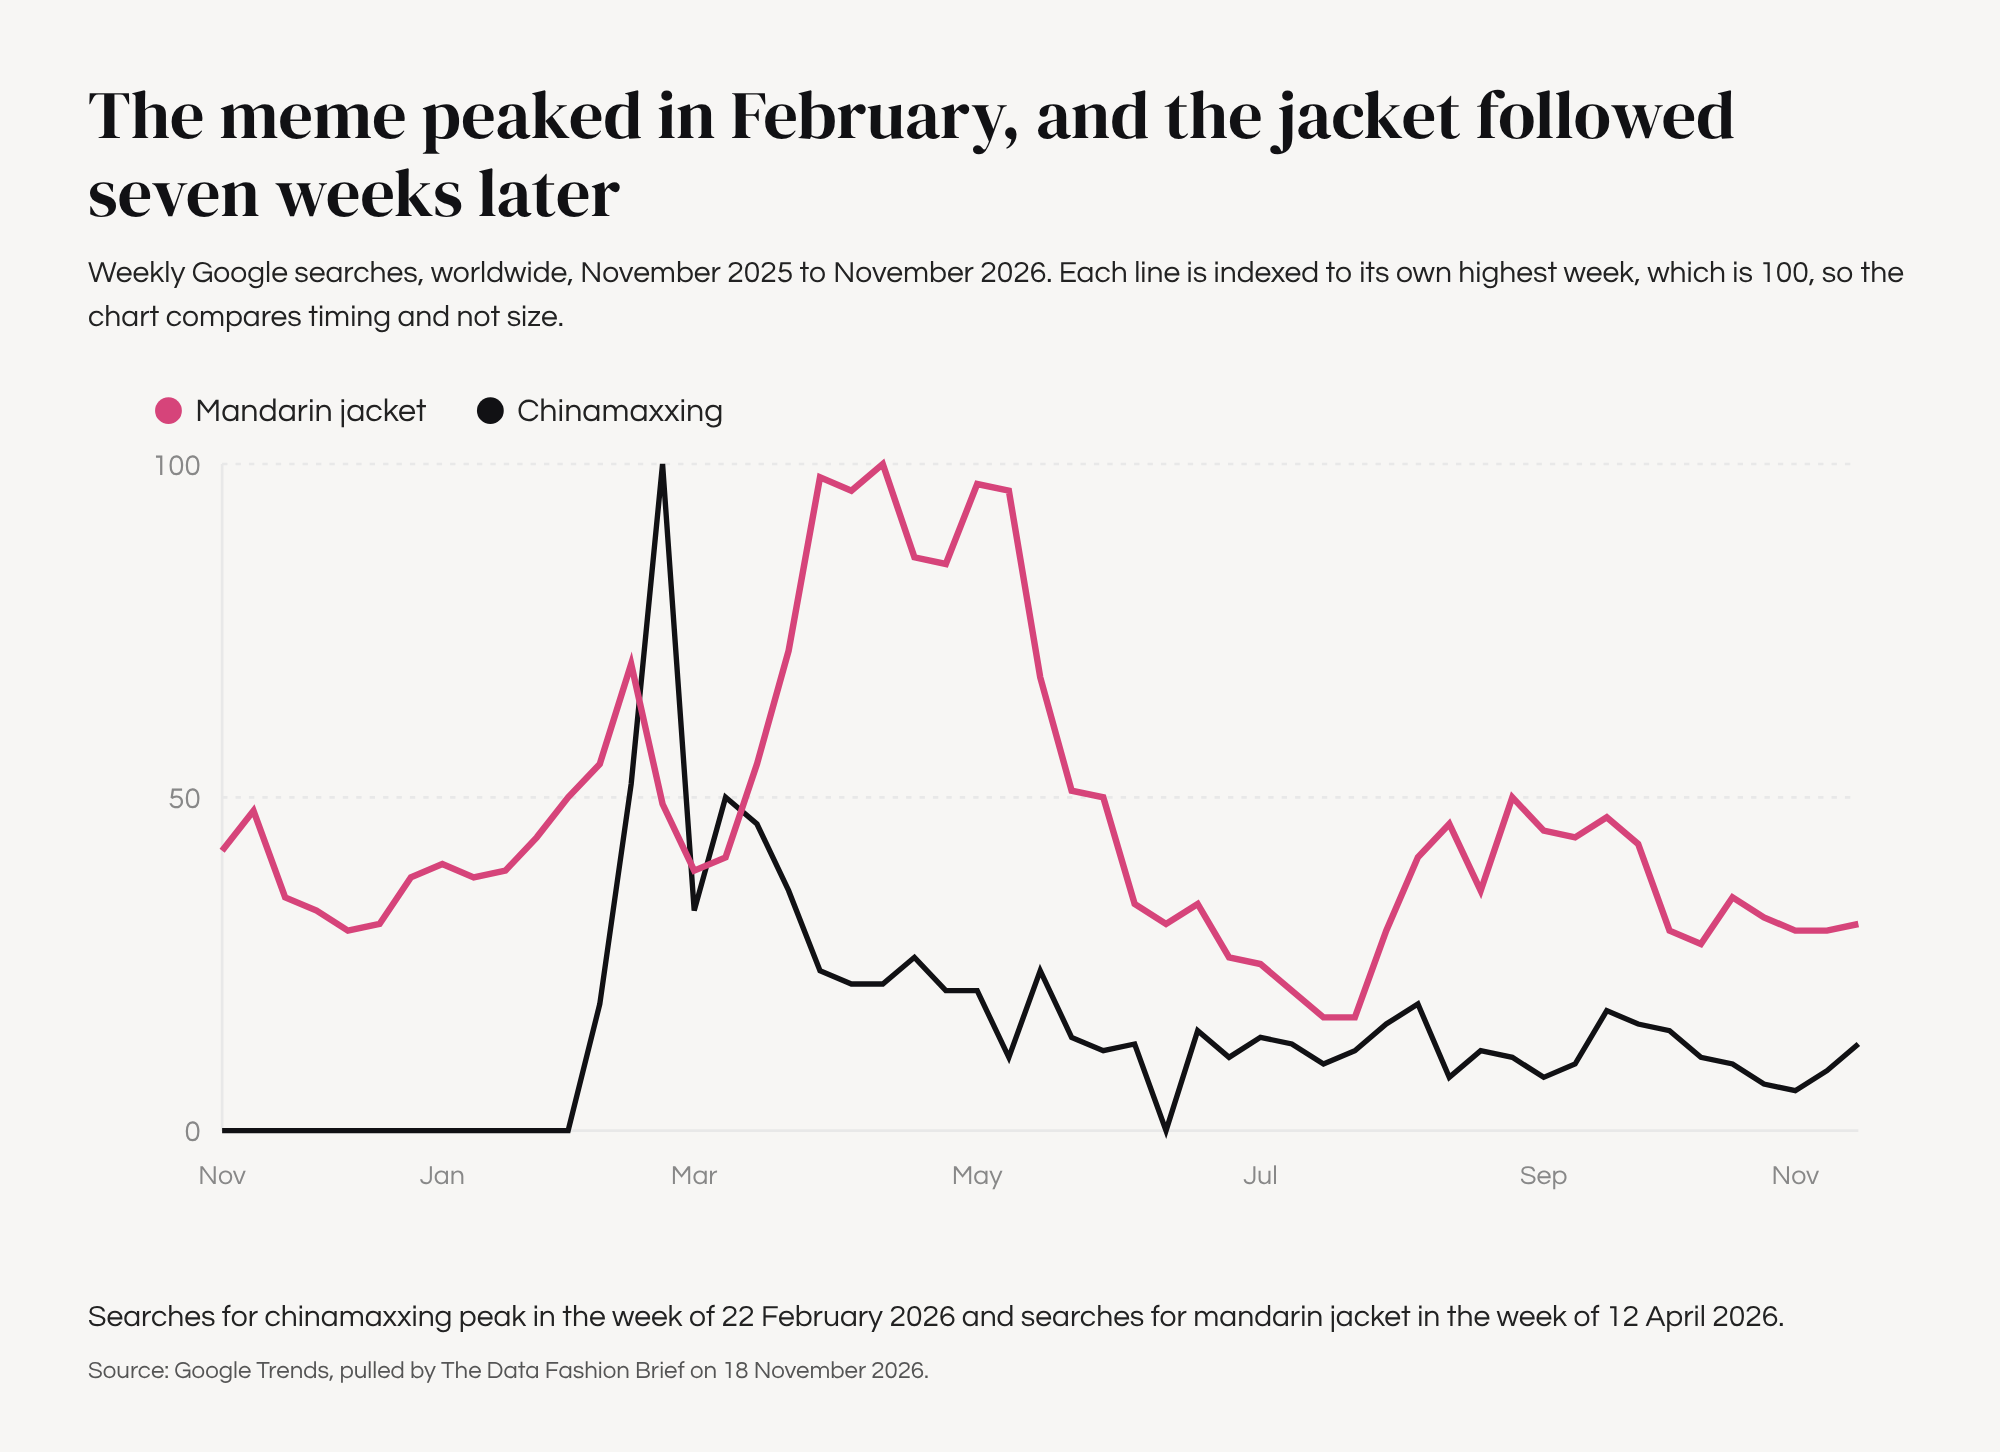 The meme peaked in February, and the jacket followed
seven weeks later
Weekly Google searches, worldwide, November 2025 to November 2026. Each line is indexed to its own highest week, which is 100, so the
chart compares timing and not size.
Mandarin jacket Chinamaxxing
100
50
0
Nov Jan Mar May Jul Sep Nov
Searches for chinamaxxing peak in the week of 22 February 2026 and searches for mandarin jacket in the week of 12 April 2026.
Source: Google Trends, pulled by The Data Fashion Brief on 18 November 2026.